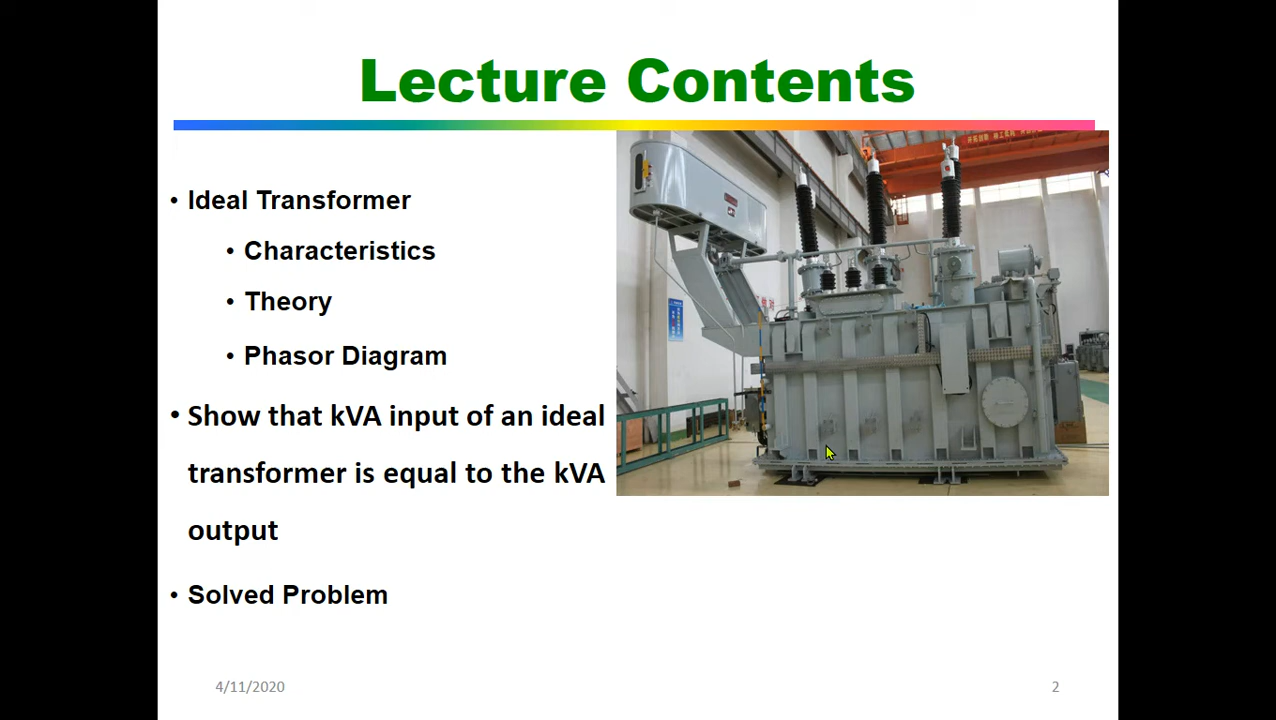 Lecture Contents
• Ideal Transformer
• Characteristics
• Theory
• Phasor Diagram
• Show that kVA input of an ideal
transformer is equal to the kVA
output
• Solved Problem
4/11/2020
2